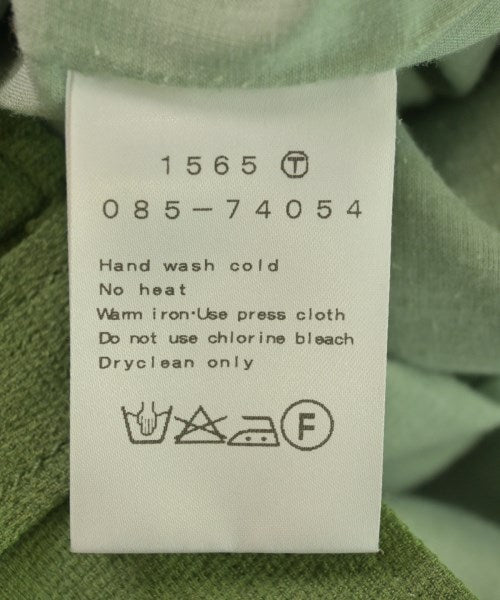 1565 Ⓣ
085-74054
Hand wash cold
No heat
Warm iron·Use press cloth
Do not use chlorine bleach
Dryclean only
F